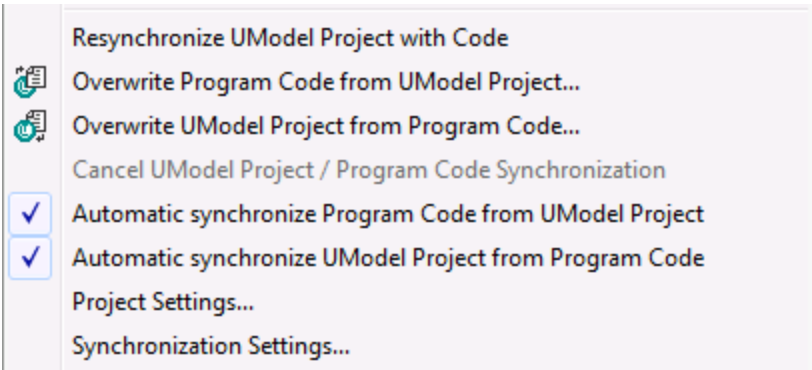 Resynchronize UModel Project with Code
Overwrite Program Code from UModel Project...
Overwrite UModel Project from Program Code...
Cancel UModel Project / Program Code Synchronization
Automatic synchronize Program Code from UModel Project
Automatic synchronize UModel Project from Program Code
Project Settings...
Synchronization Settings...